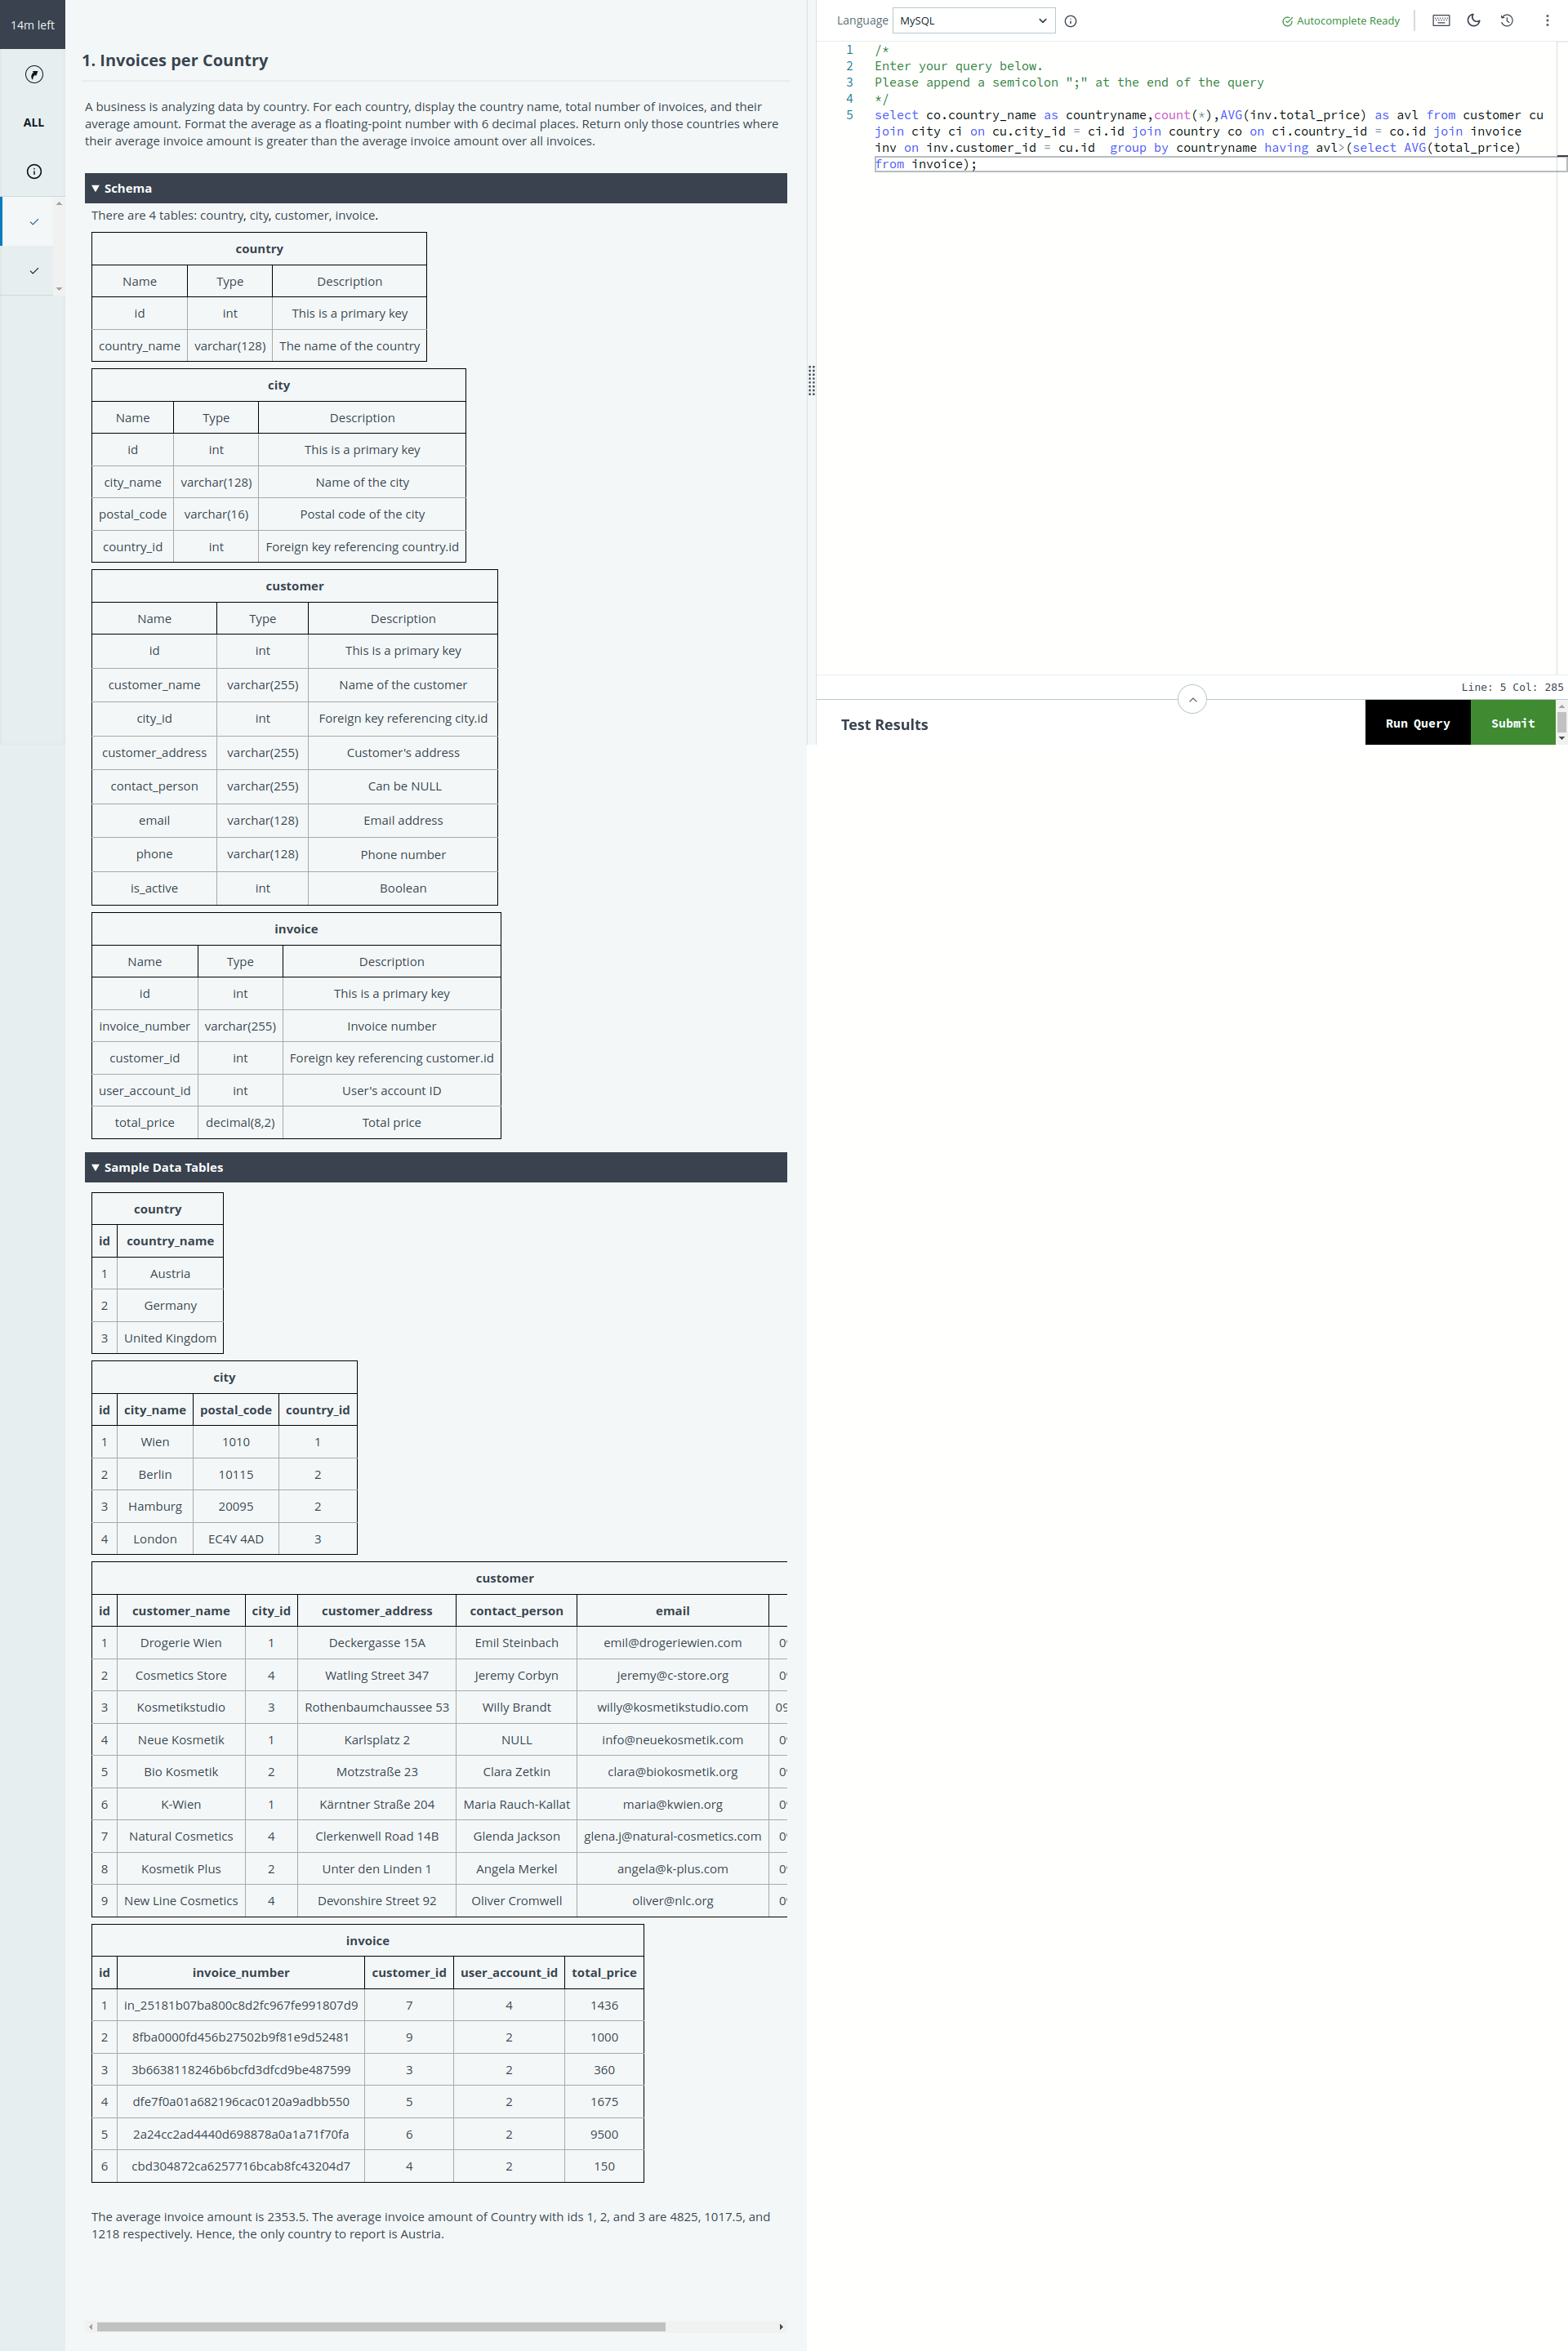 14m left
ALL
1. Invoices per Country
A business is analyzing data by country. For each country, display the country name, total number of invoices, and their
average amount. Format the average as a floating-point number with 6 decimal places. Return only those countries where
their average invoice amount is greater than the average invoice amount over all invoices.
▼ Schema
There are 4 tables: country, city, customer, invoice.
country
Name Type Description
id int This is a primary key
country_name varchar(128) The name of the country
city
Name Type Description
id int This is a primary key
city_name varchar(128) Name of the city
postal_code varchar(16) Postal code of the city
country_id int Foreign key referencing country.id
customer
Name Type Description
id int This is a primary key
customer_name varchar(255) Name of the customer
city_id int Foreign key referencing city.id
customer_address varchar(255) Customer's address
contact_person varchar(255) Can be NULL
email varchar(128) Email address
phone varchar(128) Phone number
is_active int Boolean
invoice
Name Type Description
id int This is a primary key
invoice_number varchar(255) Invoice number
customer_id int Foreign key referencing customer.id
user_account_id int User's account ID
total_price decimal(8,2) Total price
▼ Sample Data Tables
country
id country_name
1 Austria
2 Germany
3 United Kingdom
city
id city_name postal_code country_id
1 Wien 1010 1
2 Berlin 10115 2
3 Hamburg 20095 2
4 London EC4V 4AD 3
customer
id customer_name city_id customer_address contact_person email
1 Drogerie Wien 1 Deckergasse 15A Emil Steinbach emil@drogeriewien.com 0
2 Cosmetics Store 4 Watling Street 347 Jeremy Corbyn jeremy@c-store.org 0
3 Kosmetikstudio 3 Rothenbaumchaussee 53 Willy Brandt willy@kosmetikstudio.com 09
4 Neue Kosmetik 1 Karlsplatz 2 NULL info@neuekosmetik.com 0
5 Bio Kosmetik 2 Motzstraße 23 Clara Zetkin clara@biokosmetik.org 0
6 K-Wien 1 Kärntner Straße 204 Maria Rauch-Kallat maria@kwien.org 0
7 Natural Cosmetics 4 Clerkenwell Road 14B Glenda Jackson glena.j@natural-cosmetics.com 0
8 Kosmetik Plus 2 Unter den Linden 1 Angela Merkel angela@k-plus.com 0
9 New Line Cosmetics 4 Devonshire Street 92 Oliver Cromwell oliver@nlc.org 0
invoice
id invoice_number customer_id user_account_id total_price
1 in_25181b07ba800c8d2fc967fe991807d9 7 4 1436
2 8fba0000fd456b27502b9f81e9d52481 9 2 1000
3 3b6638118246b6bcfd3dfcd9be487599 3 2 360
4 dfe7f0a01a682196cac0120a9adbb550 5 2 1675
5 2a24cc2ad4440d698878a0a1a71f70fa 6 2 9500
6 cbd304872ca6257716bcab8fc43204d7 4 2 150
The average invoice amount is 2353.5. The average invoice amount of Country with ids 1, 2, and 3 are 4825, 1017.5, and
1218 respectively. Hence, the only country to report is Austria.
Language MySQL Autocomplete Ready
1 /*
2 Enter your query below.
3 Please append a semicolon ";" at the end of the query
4 */
5 select co.country_name as countryname,count(*),AVG(inv.total_price) as avl from customer cu
join city ci on cu.city_id = ci.id join country co on ci.country_id = co.id join invoice
inv on inv.customer_id = cu.id  group by countryname having avl>(select AVG(total_price)
from invoice);
Line: 5 Col: 285
Test Results Run Query Submit